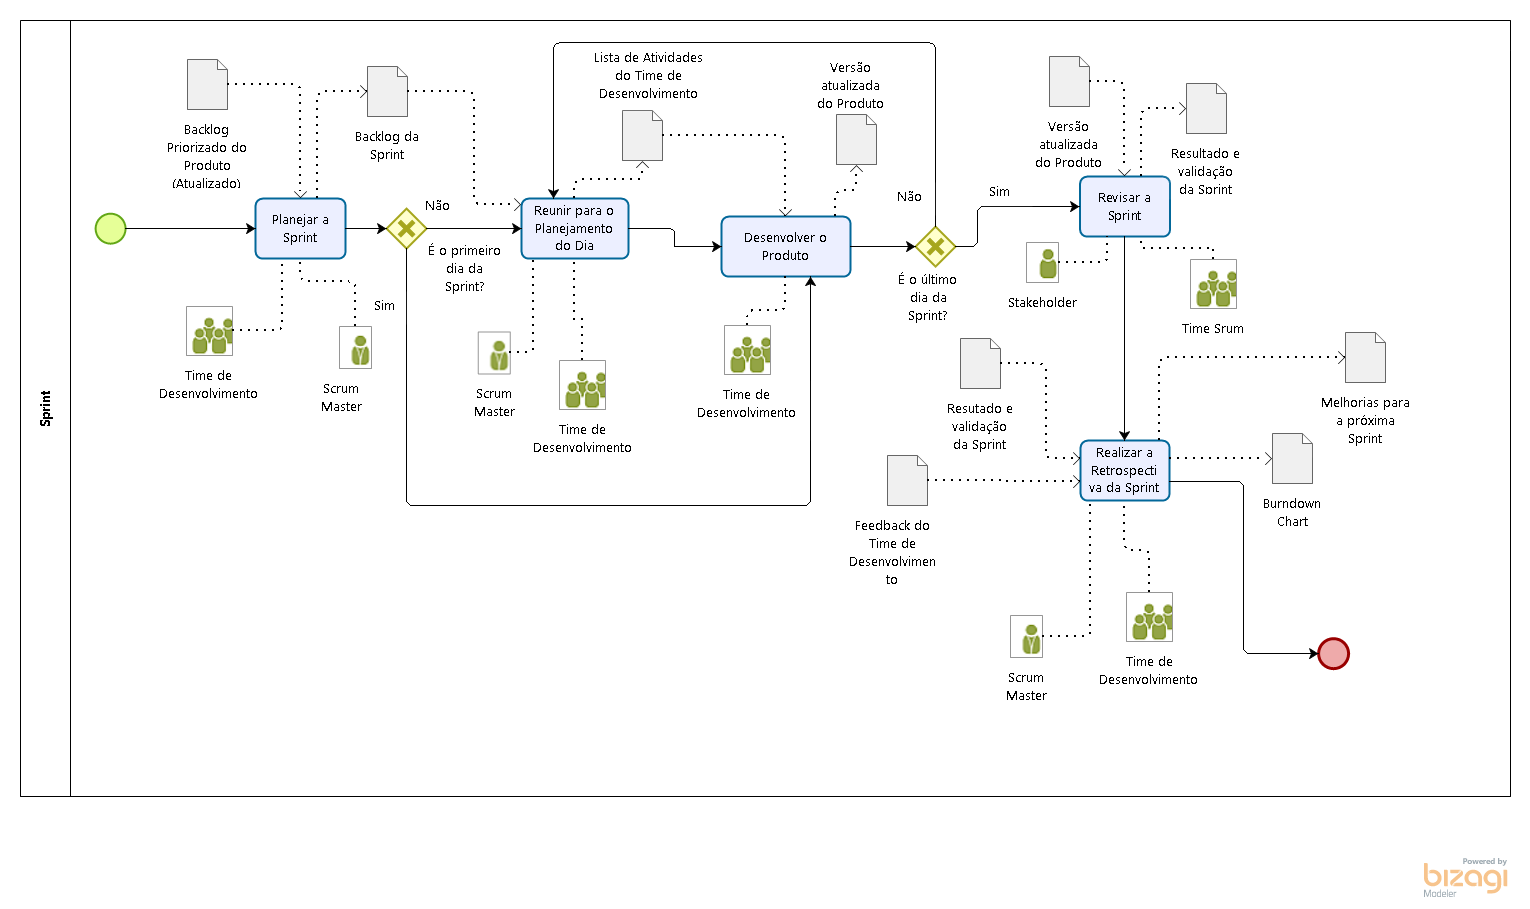 Sprint
Backlog
Priorizado do
Produto
(Atualizado)
Backlog da
Sprint
Lista de Atividades
do Time de
Desenvolvimento
Versão
atualizada
do Produto
Versão
atualizada
do Produto
Resultado e
validação
da Sprint
Planejar a
Sprint
Não
É o primeiro
dia da
Sprint?
Sim
Reunir para o
Planejamento
do Dia
Desenvolver o
Produto
Não
É o último
dia da
Sprint?
Sim
Revisar a
Sprint
Stakeholder
Time Srum
Time de
Desenvolvimento
Scrum
Master
Scrum
Master
Time de
Desenvolvimento
Time de
Desenvolvimento
Resutado e
validação
da Sprint
Melhorias para
a próxima
Sprint
Realizar a
Retrospecti
va da Sprint
Burndown
Chart
Feedback do
Time de
Desenvolvimen
to
Scrum
Master
Time de
Desenvolvimento
Powered by
bizagi
Modeler